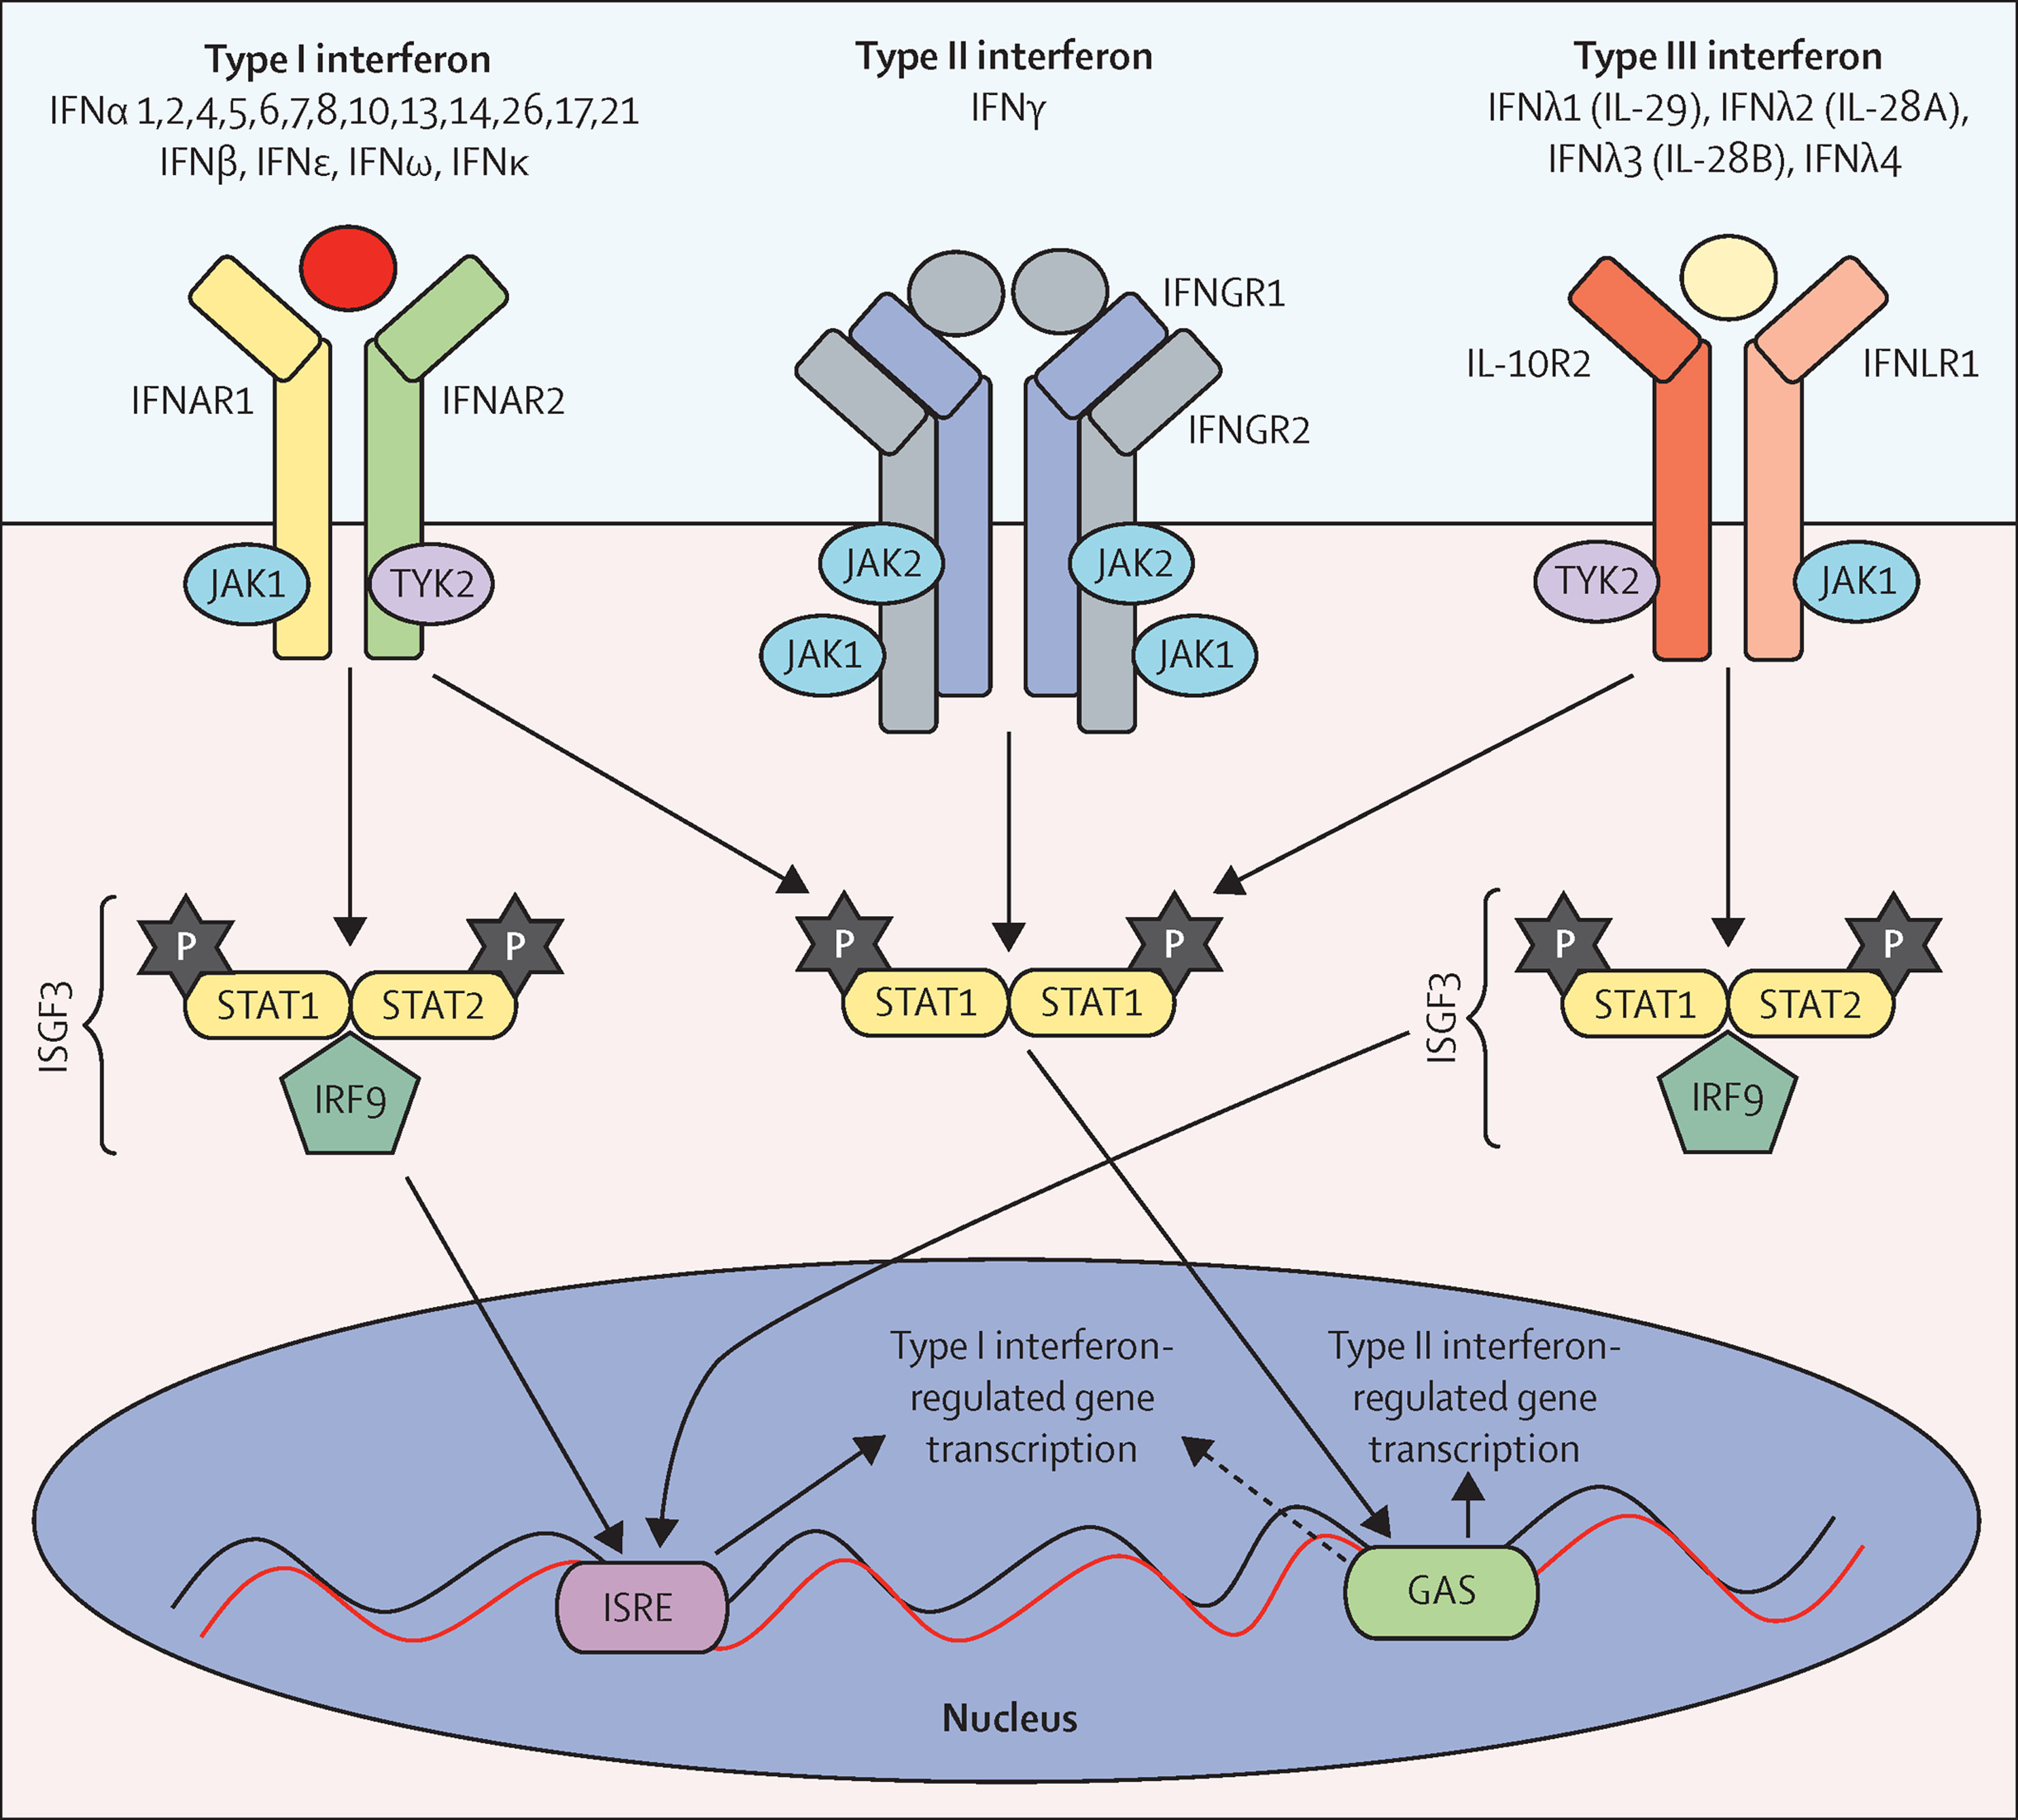 Type I interferon
IFNα 1,2,4,5,6,7,8,10,13,14,26,17,21
IFNβ, IFNε, IFNω, IFNκ
Type II interferon
IFNγ
Type III interferon
IFNλ1 (IL-29), IFNλ2 (IL-28A),
IFNλ3 (IL-28B), IFNλ4
IFNAR1
IFNAR2
IFNGR1
IFNGR2
IL-10R2
IFNLR1
JAK1
TYK2
JAK2
JAK2
JAK1
JAK1
TYK2
JAK1
ISGF3
P
P
STAT1
STAT2
IRF9
P
P
STAT1
STAT1
ISGF3
P
P
STAT1
STAT2
IRF9
Type I interferon-
regulated gene
transcription
Type II interferon-
regulated gene
transcription
ISRE
GAS
Nucleus